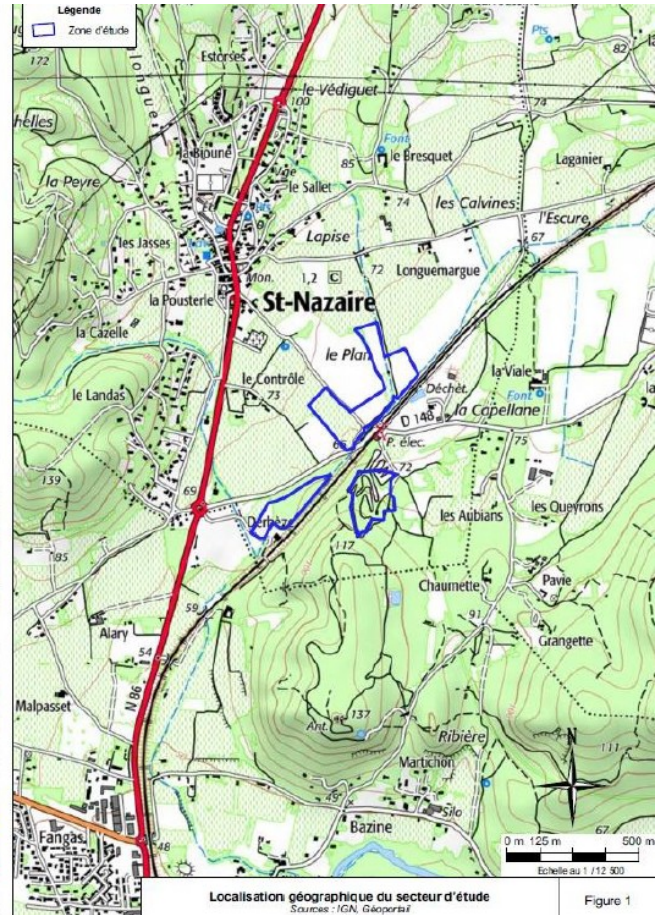 Légende
Zone d'étude
172
Estorses
Pts
82
le Védiguet
100
74
Font
la Bioune
85
le Bresquet
Laganier
la Peyre
le Sallet
74
les Calvines
l'Escure
Lapise
67
les Jasses
72
Longuemargue
Mon.
1,2 C
la Pousterle
St-Nazaire
la Cazelle
le Plan
la Viale
le Contrôle
Déchèt.
le Landas
73
la Capellane
Font
D 148
66
P. élec.
75
139
72
69
les Aubians
les Queyrons
Derbèze
117
85
Chaumette
Pavie
59
91
Alary
Grangette
54
N 86
Malpasset
Ant.
137
Ribière
N
111
Martichon
45
Silo
67
Fangas
Bazine
0 m 125 m 500 m
48
Echelle au 1 / 12 500
Localisation géographique du secteur d'étude
Sources : IGN, Géoportail
Figure 1